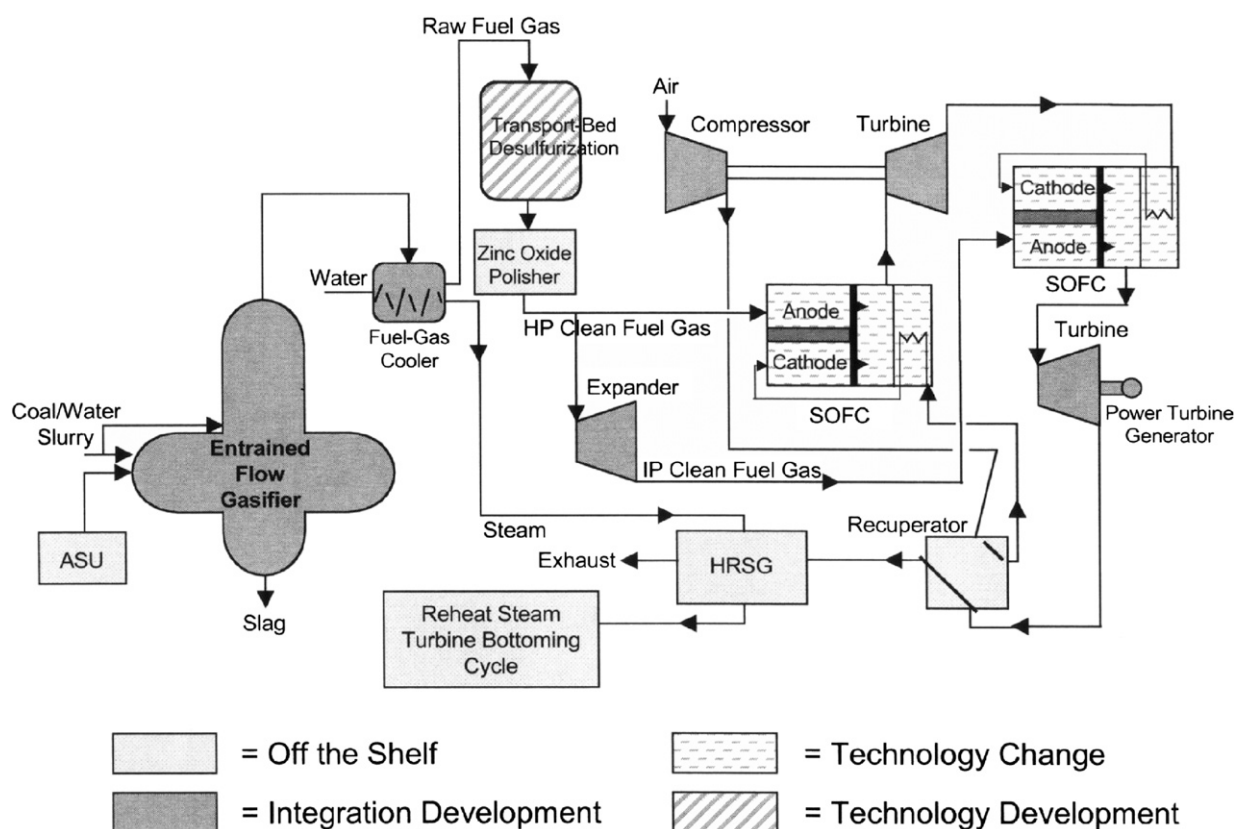 Raw Fuel Gas
Transport-Bed
Desulfurization
Air
Compressor
Turbine
Cathode
Anode
SOFC
Zinc Oxide
Polisher
Water
Fuel-Gas
Cooler
HP Clean Fuel Gas
Anode
Cathode
SOFC
Turbine
Power Turbine
Generator
Expander
IP Clean Fuel Gas
Coal/Water
Slurry
Entrained
Flow
Gasifier
ASU
Slag
Steam
Exhaust
HRSG
Recuperator
Reheat Steam
Turbine Bottoming
Cycle
= Off the Shelf
= Technology Change
= Integration Development
= Technology Development